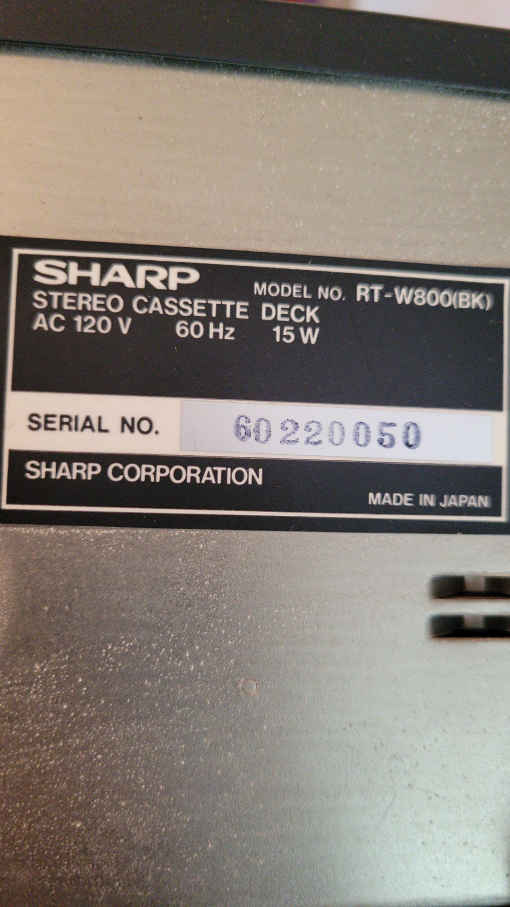 SHARP
MODEL NO. RT-W800(BK)
STEREO CASSETTE DECK
AC 120 V 60 Hz 15 W
SERIAL NO. 60220050
SHARP CORPORATION
MADE IN JAPAN